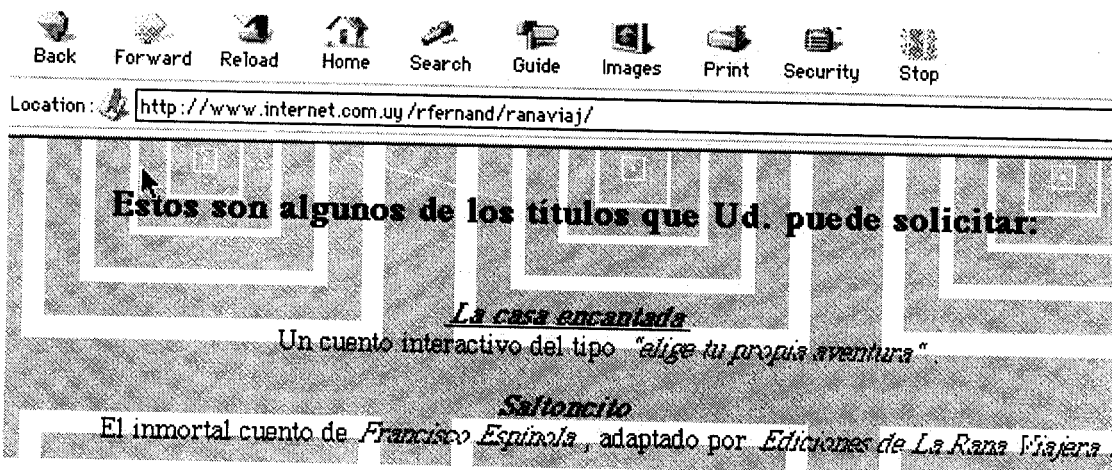 Back Forward Reload Home Search Guide Images Print Security Stop
Location: http://www.internet.com.uy/rfernand/ranaviaj/
Estos son algunos de los títulos que Ud. puede solicitar:
La casa encantada
Un cuento interactivo del tipo "elige tu propia aventura".
Saltoncito
El inmortal cuento de Francisco Espínola, adaptado por Ediciones de La Rana Viajera